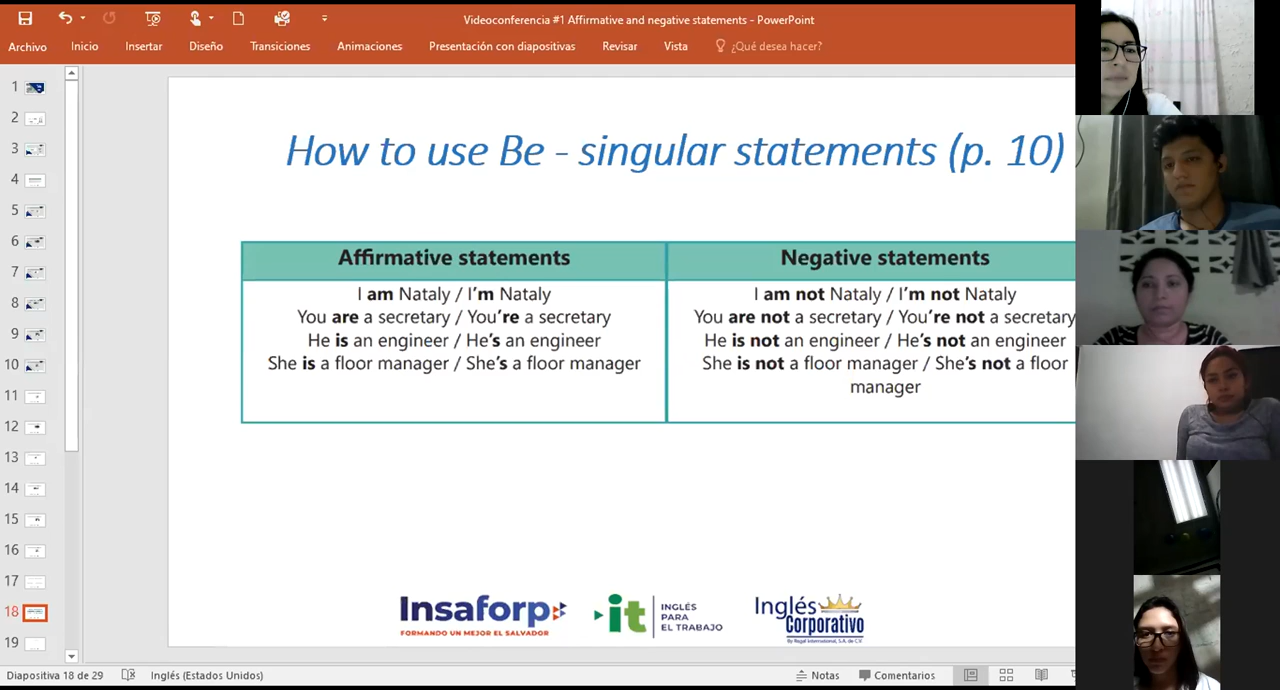 Videoconferencia #1 Affirmative and negative statements - PowerPoint
Archivo Inicio Insertar Diseño Transiciones Animaciones Presentación con diapositivas Revisar Vista ¿Qué desea hacer?
1
2
3
4
5
6
7
8
9
10
11
12
13
14
15
16
17
18
19
How to use Be - singular statements (p. 10)
Affirmative statements
I am Nataly / I'm Nataly
You are a secretary / You're a secretary
He is an engineer / He's an engineer
She is a floor manager / She's a floor manager
Negative statements
I am not Nataly / I'm not Nataly
You are not a secretary / You're not a secretary
He is not an engineer / He's not an engineer
She is not a floor manager / She's not a floor
manager
Insaforp
FORMANDO UN MEJOR EL SALVADOR
it
INGLÉS
PARA
EL TRABAJO
Inglés
Corporativo
By Regal International, S.A. de C.V.
Diapositiva 18 de 29 Inglés (Estados Unidos) Notas Comentarios